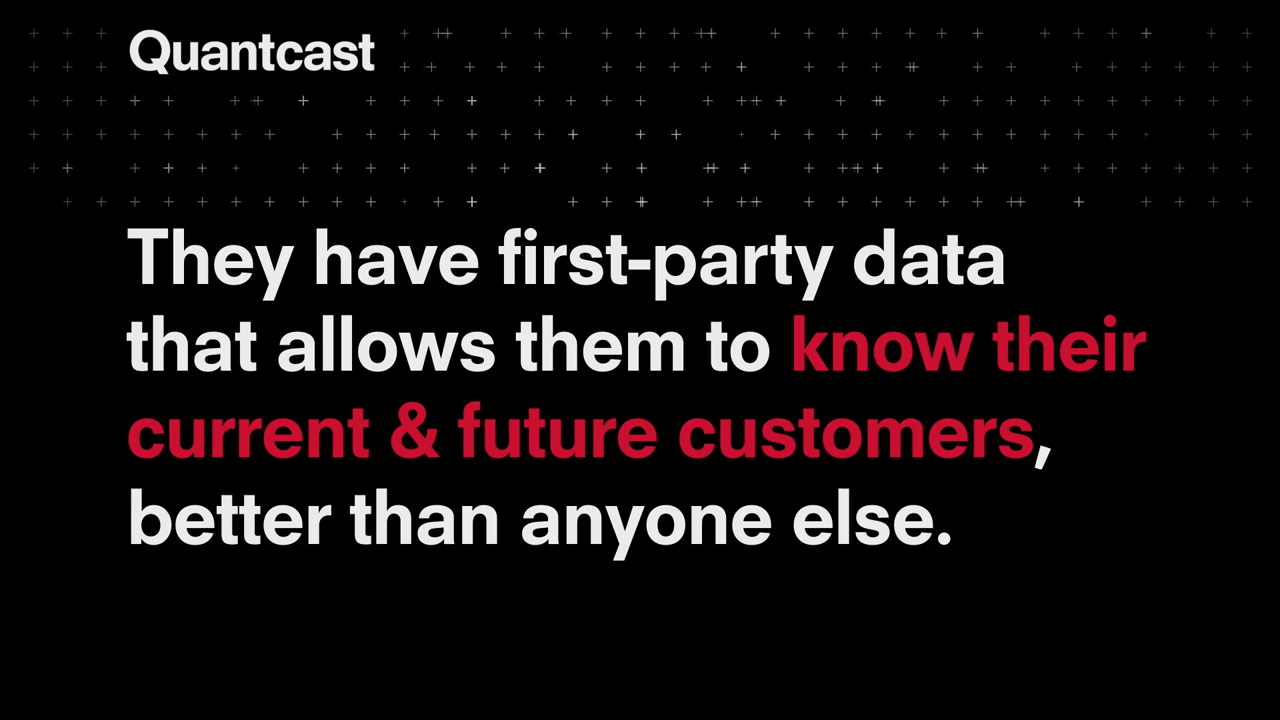 Quantcast
They have first-party data
that allows them to know their
current & future customers,
better than anyone else.